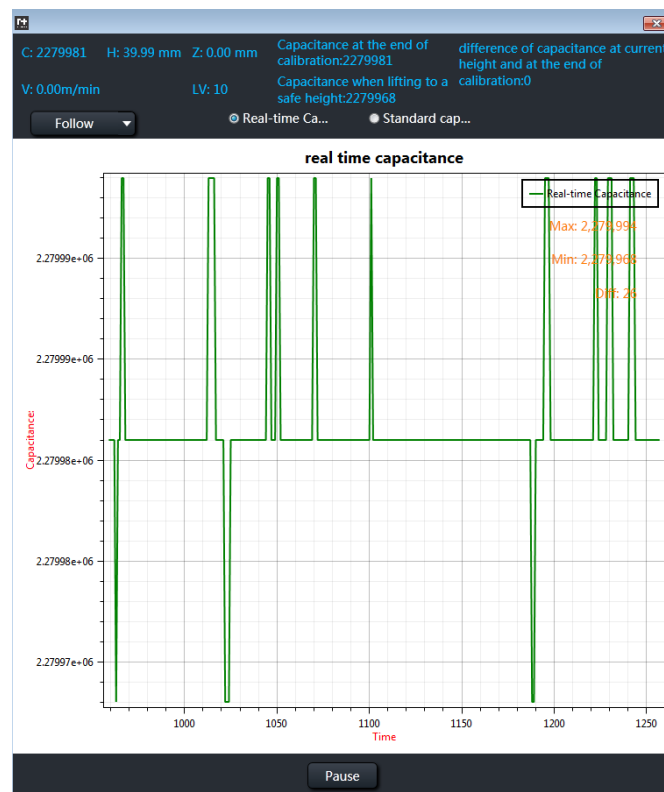 C: 2279981 H: 39.99 mm Z: 0.00 mm
Capacitance at the end of
calibration:2279981
difference of capacitance at current
height and at the end of
calibration:0
V: 0.00m/min LV: 10
Capacitance when lifting to a
safe height:2279968
Follow
Real-time Ca...
Standard cap...
real time capacitance
Real-time Capacitance
Max: 2,279,994
Min: 2,279,968
Diff: 26
2.27999e+06
2.27999e+06
Capacitance:
2.27998e+06
2.27998e+06
2.27997e+06
1000 1050 1100 1150 1200 1250
Time
Pause